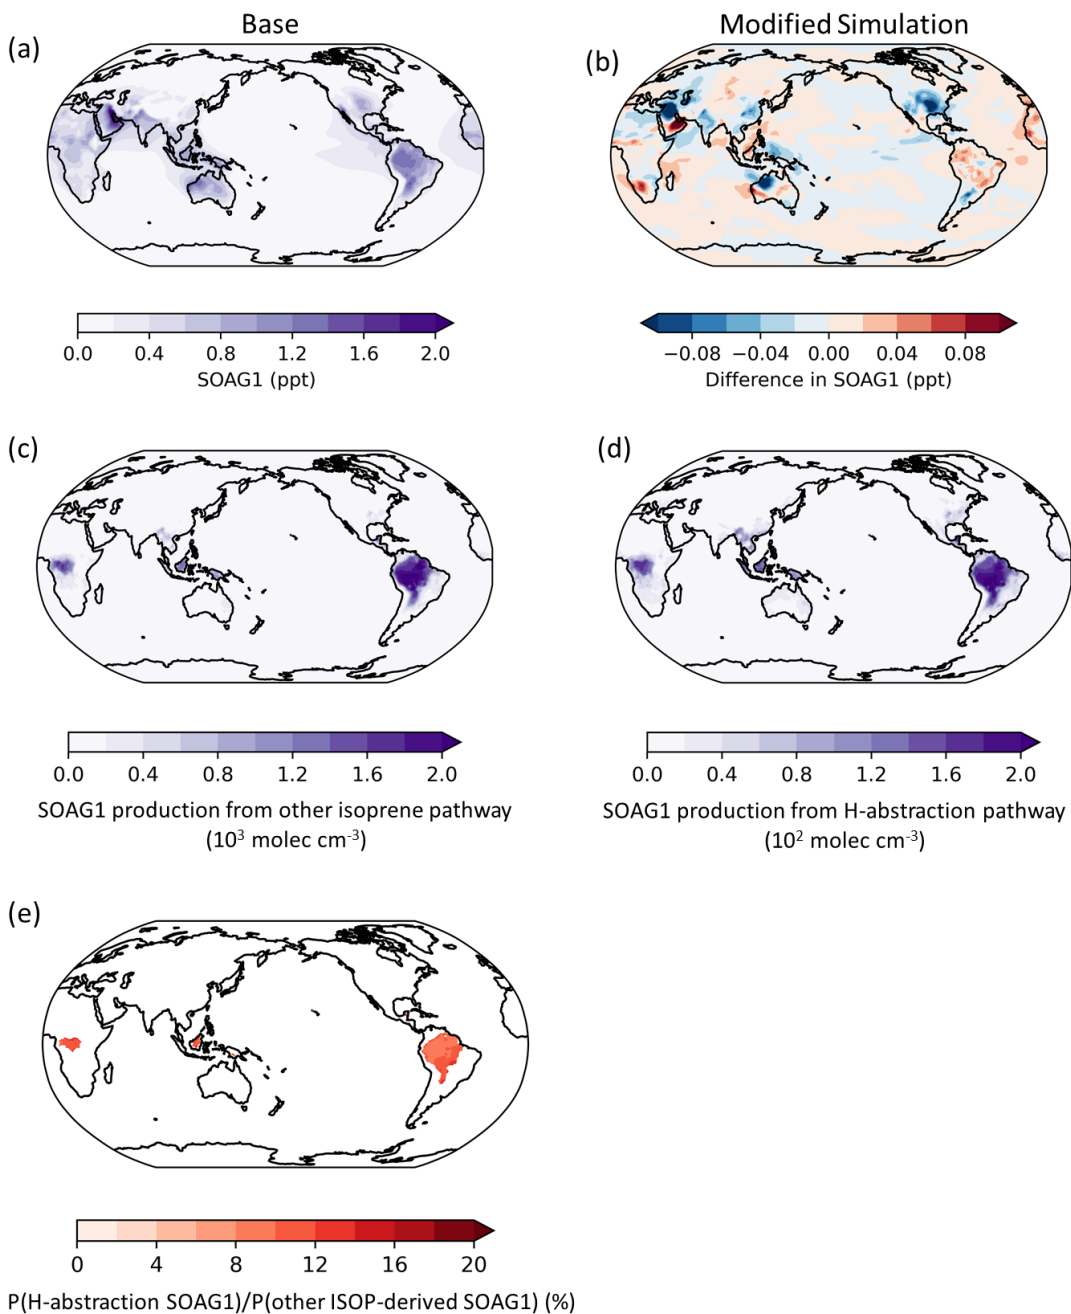 Base
Modified Simulation
(a)
(b)
0.0 0.4 0.8 1.2 1.6 2.0
SOAG1 (ppt)
−0.08 −0.04 0.00 0.04 0.08
Difference in SOAG1 (ppt)
(c)
(d)
0.0 0.4 0.8 1.2 1.6 2.0
SOAG1 production from other isoprene pathway
(10³ molec cm⁻³)
0.0 0.4 0.8 1.2 1.6 2.0
SOAG1 production from H-abstraction pathway
(10² molec cm⁻³)
(e)
0 4 8 12 16 20
P(H-abstraction SOAG1)/P(other ISOP-derived SOAG1) (%)